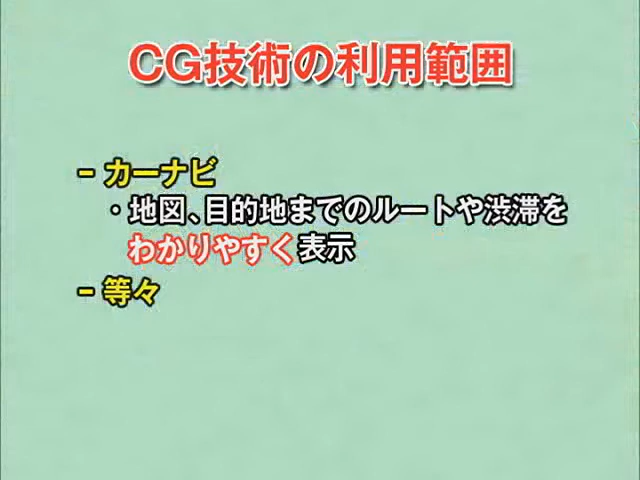 CG技術の利用範囲
- カーナビ
・地図、目的地までのルートや渋滞を
わかりやすく表示
- 等々